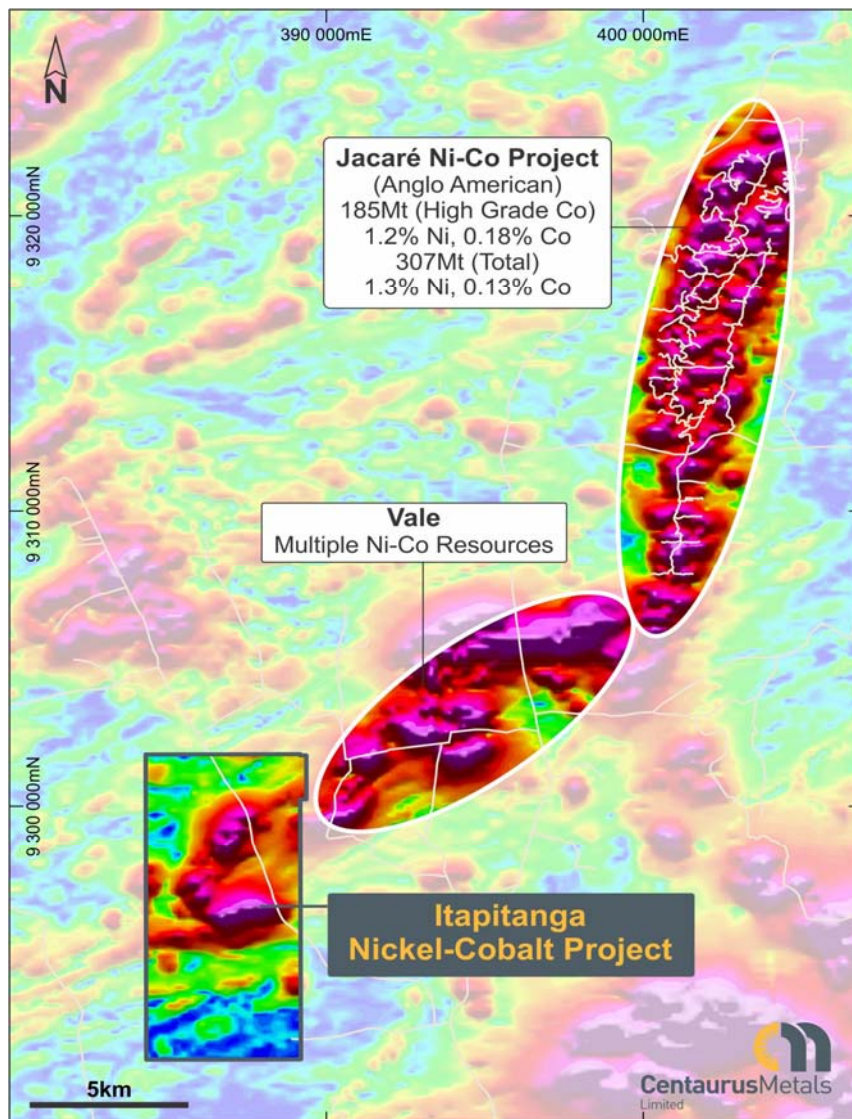 390 000mE
400 000mE
N
Jacaré Ni-Co Project
(Anglo American)
185Mt (High Grade Co)
1.2% Ni, 0.18% Co
307Mt (Total)
1.3% Ni, 0.13% Co
9 320 000mN
9 310 000mN
Vale
Multiple Ni-Co Resources
9 300 000mN
Itapitanga
Nickel-Cobalt Project
5km
CentaurusMetals
Limited